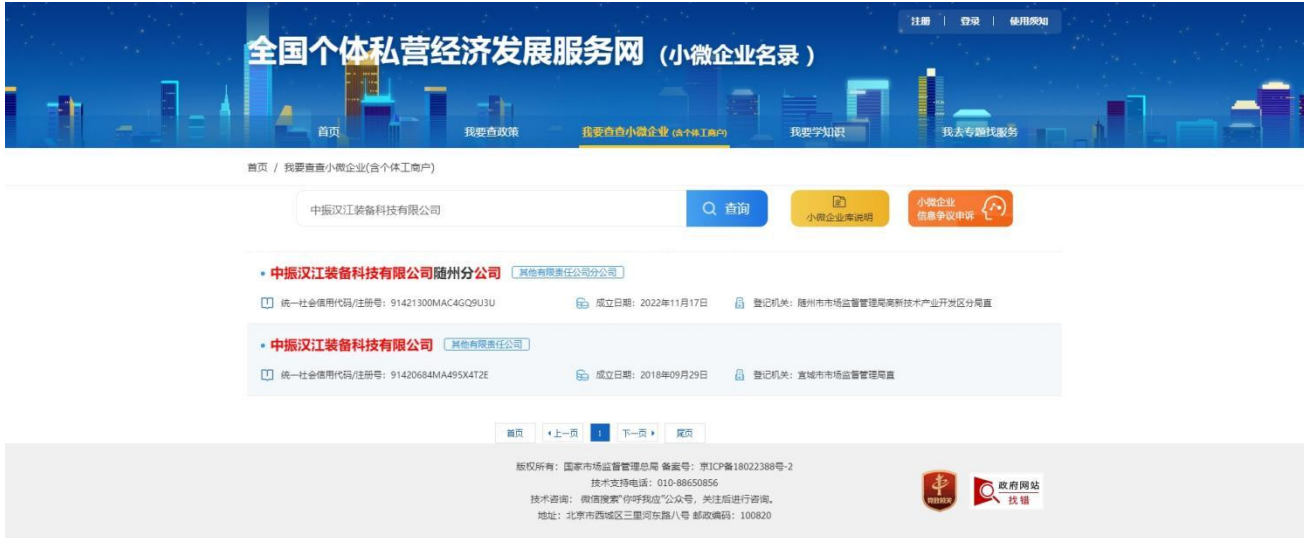 注册 | 登录 | 使用须知
全国个体私营经济发展服务网（小微企业名录）
首页 我要查政策 我要查查小微企业(含个体工商户) 我要学知识 我去专题找服务
首页 / 我要查查小微企业(含个体工商户)
中振汉江装备科技有限公司 查询 小微企业库说明 小微企业
信息争议申诉
中振汉江装备科技有限公司随州分公司 其他有限责任公司分公司
统一社会信用代码/注册号：91421300MAC4GQ9U3U 成立日期：2022年11月17日 登记机关：随州市市场监督管理局高新技术产业开发区分局直
中振汉江装备科技有限公司 其他有限责任公司
统一社会信用代码/注册号：91420684MA495X4T2E 成立日期：2018年09月29日 登记机关：宜城市市场监督管理局直
首页 上一页 1 下一页 尾页
版权所有：国家市场监督管理总局 备案号：京ICP备18022388号-2
技术支持电话：010-88650856
技术咨询： 微信搜索"你呼我应"公众号，关注后进行咨询。
地址：北京市西城区三里河东路八号 邮政编码：100820
党政机关
政府网站
找错